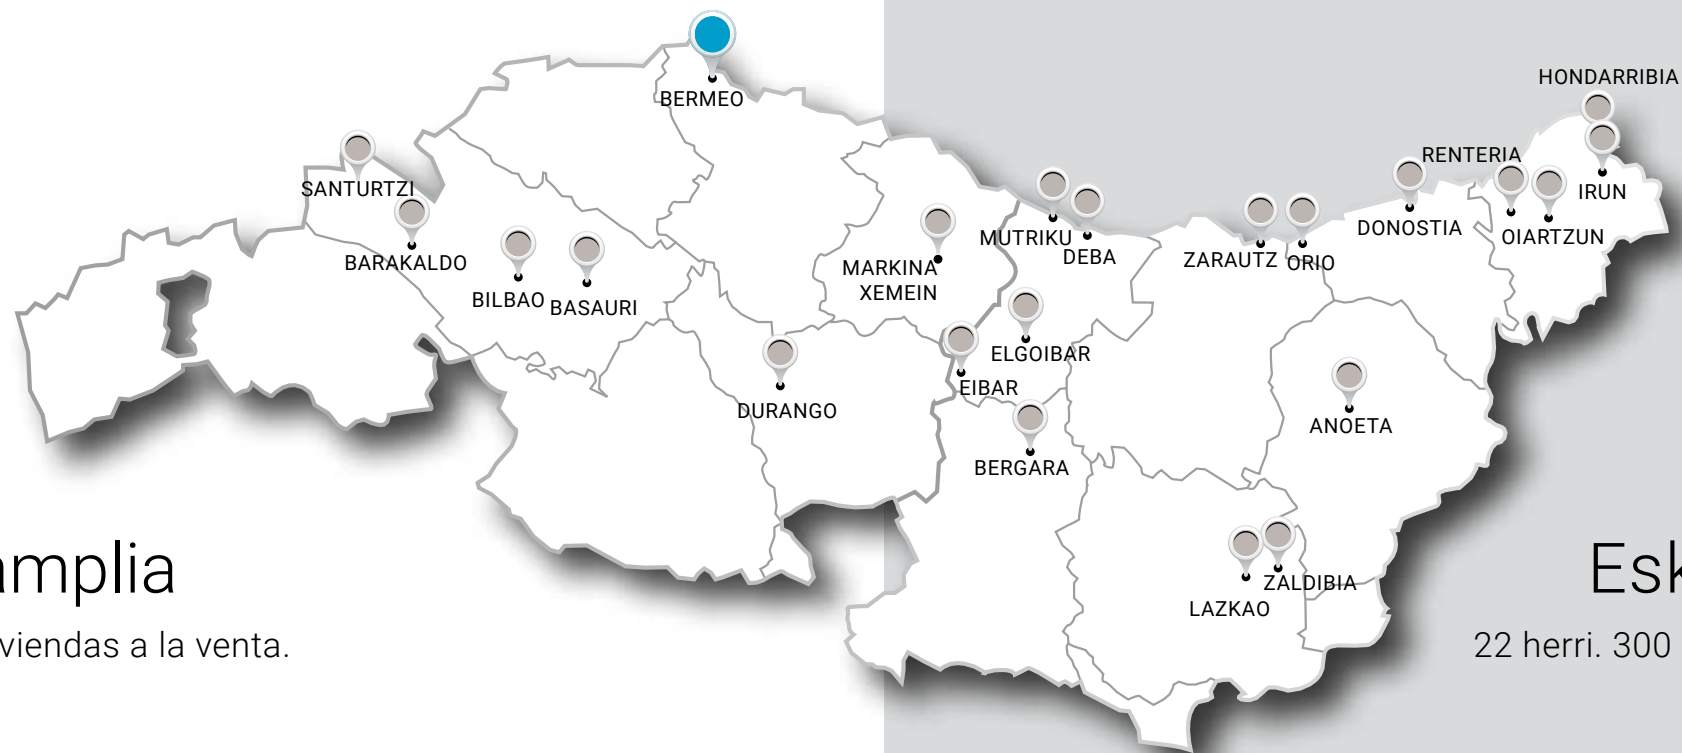 HONDARRIBIA
BERMEO
RENTERIA
SANTURTZI
IRUN
DONOSTIA
MUTRIKU
OIARTZUN
DEBA
ZARAUTZ
ORIO
BARAKALDO
MARKINA
XEMEIN
BILBAO
BASAURI
ELGOIBAR
EIBAR
DURANGO
ANOETA
BERGARA
ZALDIBIA
LAZKAO
amplia
viendas a la venta.
Esk
22 herri. 300